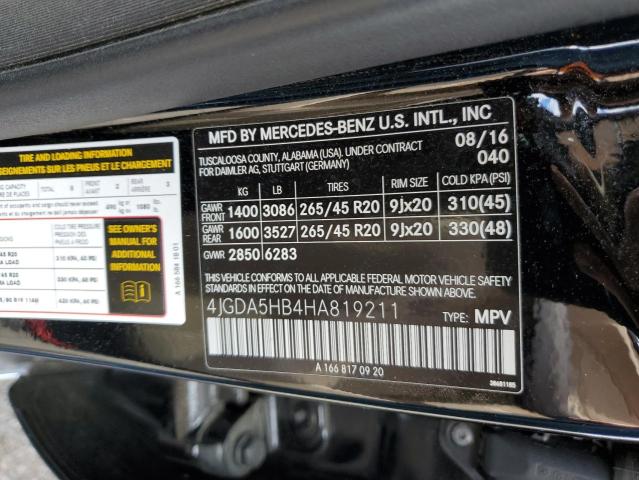 MFD BY MERCEDES-BENZ U.S. INTL., INC
TUSCALOOSA COUNTY, ALABAMA (USA). UNDER CONTRACT 08/16
FOR DAIMLER AG, STUTTGART (GERMANY) 040
KG LB TIRES RIM SIZE COLD KPA (PSI)
GAWR FRONT 1400 3086 265/45 R20 9Jx20 310(45)
GAWR REAR 1600 3527 265/45 R20 9Jx20 330(48)
GVWR 2850 6283
THIS VEHICLE CONFORMS TO ALL APPLICABLE FEDERAL MOTOR VEHICLE
SAFETY STANDARDS IN EFFECT ON THE DATE OF MANUFACTURE SHOWN ABOVE.
4JGDA5HB4HA819211 TYPE: MPV
A 166 817 09 20
38681185
TIRE AND LOADING INFORMATION
RENSEIGNEMENTS SUR LES PNEUS ET LE CHARGEMENT
SEE OWNER'S
MANUAL FOR
ADDITIONAL
INFORMATION
A 166 584 18 01